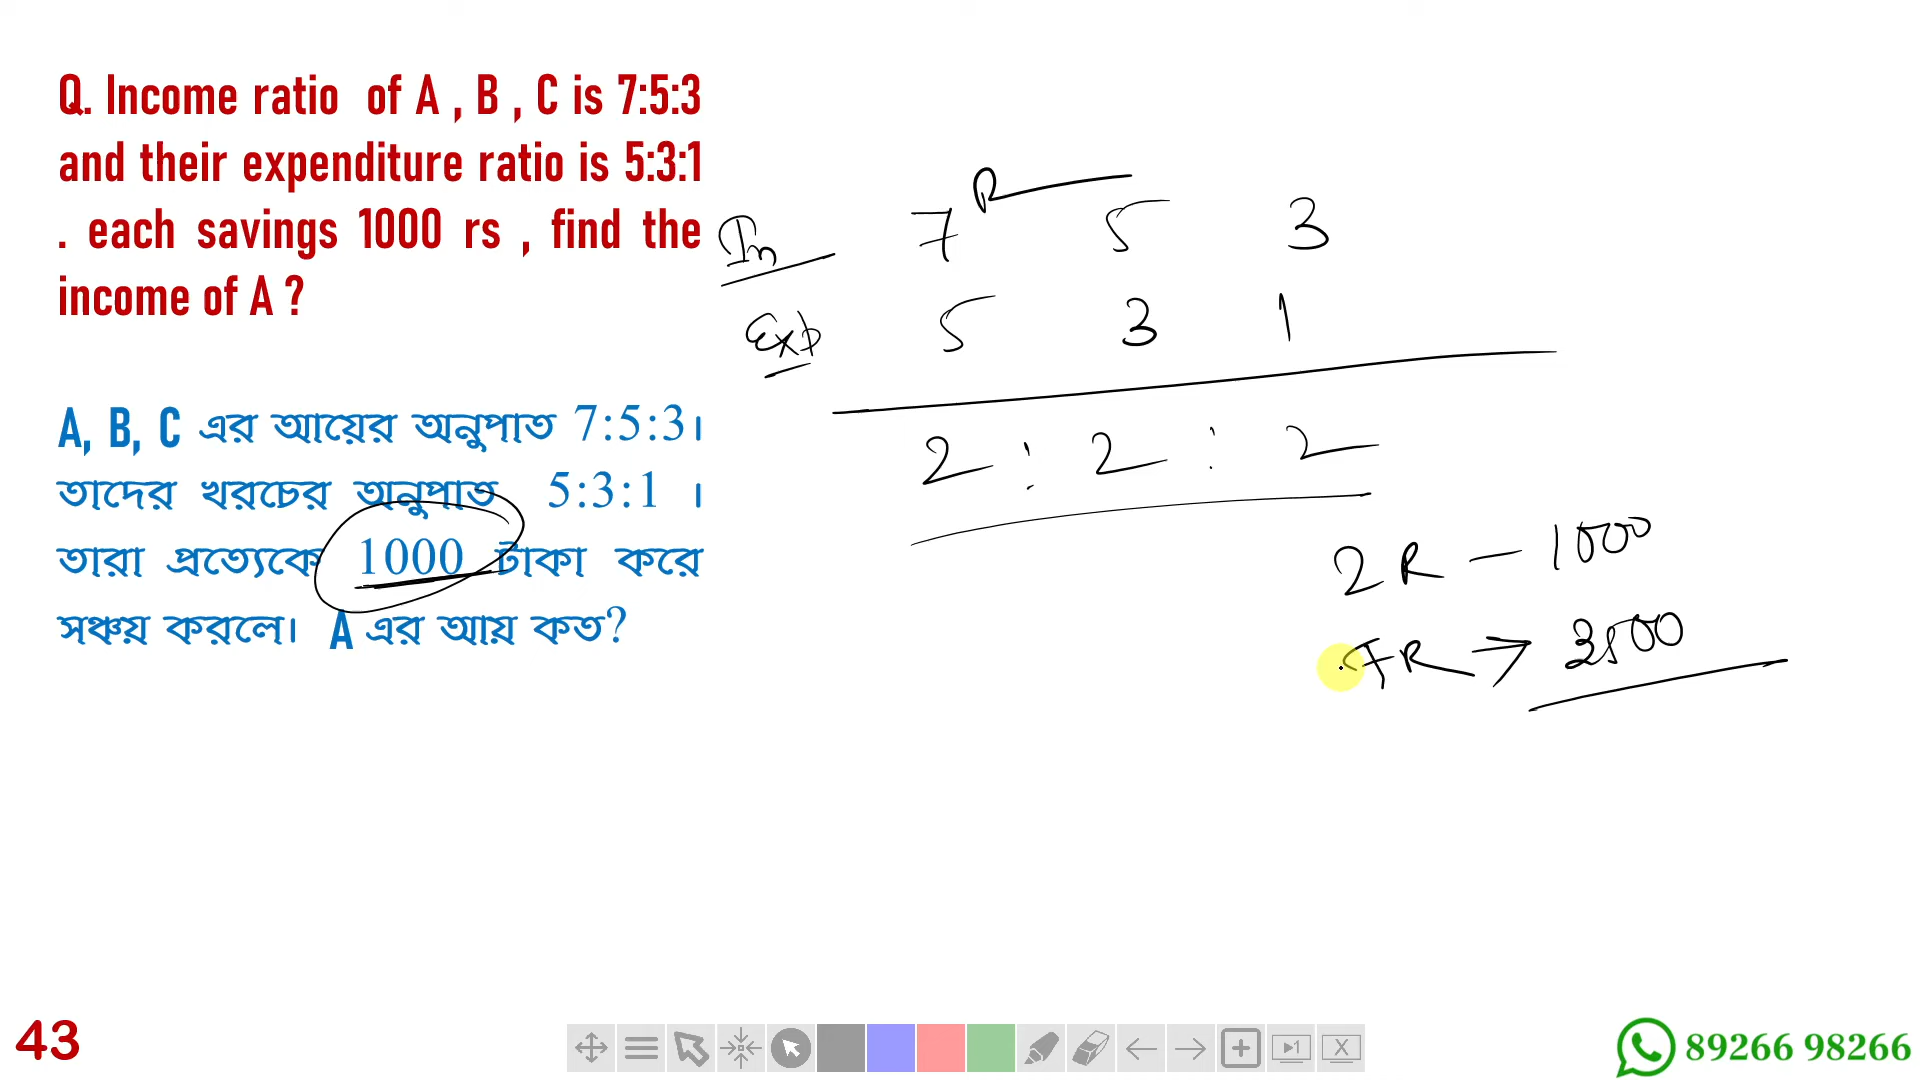 Q. Income ratio of A , B , C is 7:5:3
and their expenditure ratio is 5:3:1
. each savings 1000 rs , find the
income of A ?
A, B, C এর আয়ের অনুপাত 7:5:3।
তাদের খরচের অনুপাত 5:3:1 ।
তারা প্রত্যেকে 1000 টাকা করে
সঞ্চয় করলে। A এর আয় কত?
R
In 7 5 3
Exp 5 3 1
2 : 2 : 2
2R - 1000
7R → 3500
43
89266 98266